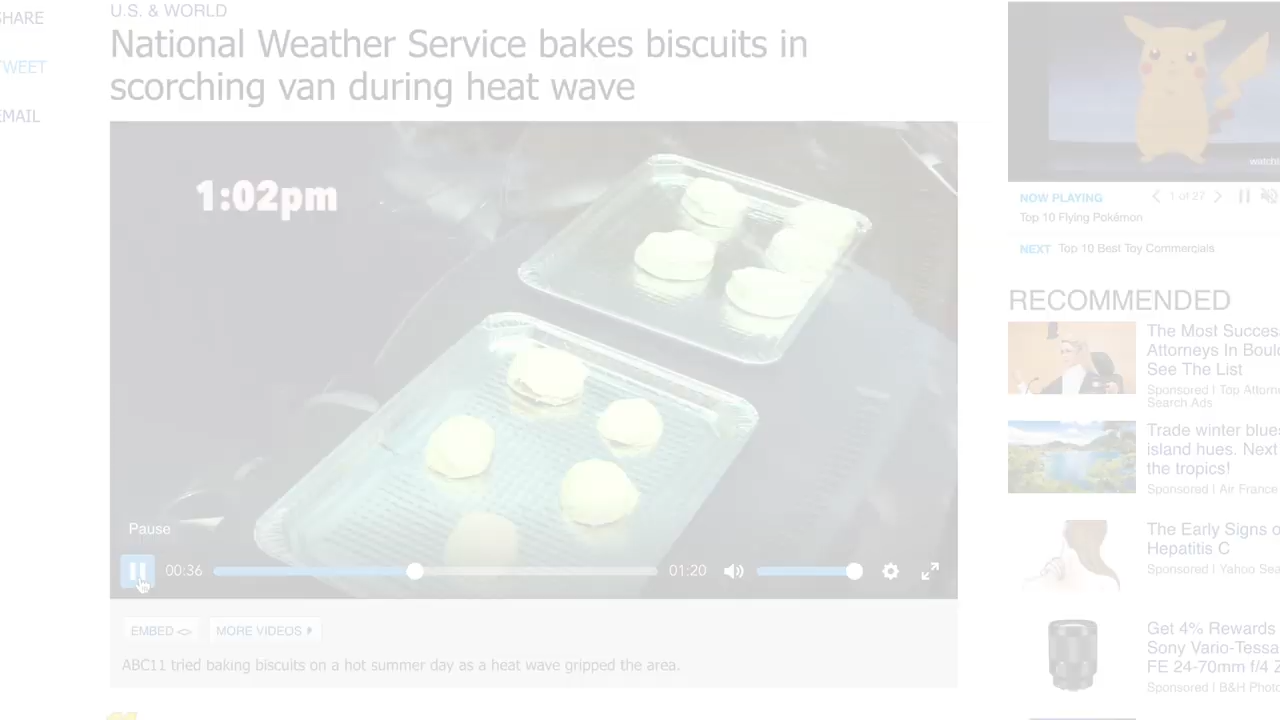 SHARE
TWEET
EMAIL
U.S. & WORLD
National Weather Service bakes biscuits in
scorching van during heat wave
1:02pm
Pause
00:36
01:20
EMBED <>
MORE VIDEOS
ABC11 tried baking biscuits on a hot summer day as a heat wave gripped the area.
NOW PLAYING
1 of 27
Top 10 Flying Pokémon
NEXT Top 10 Best Toy Commercials
RECOMMENDED
The Most Success
Attorneys In Bould
See The List
Sponsored | Top Attorn
Search Ads
Trade winter blues
island hues. Next
the tropics!
Sponsored | Air France
The Early Signs o
Hepatitis C
Sponsored | Yahoo Sea
Get 4% Rewards
Sony Vario-Tessa
FE 24-70mm f/4 Z
Sponsored | B&H Photo